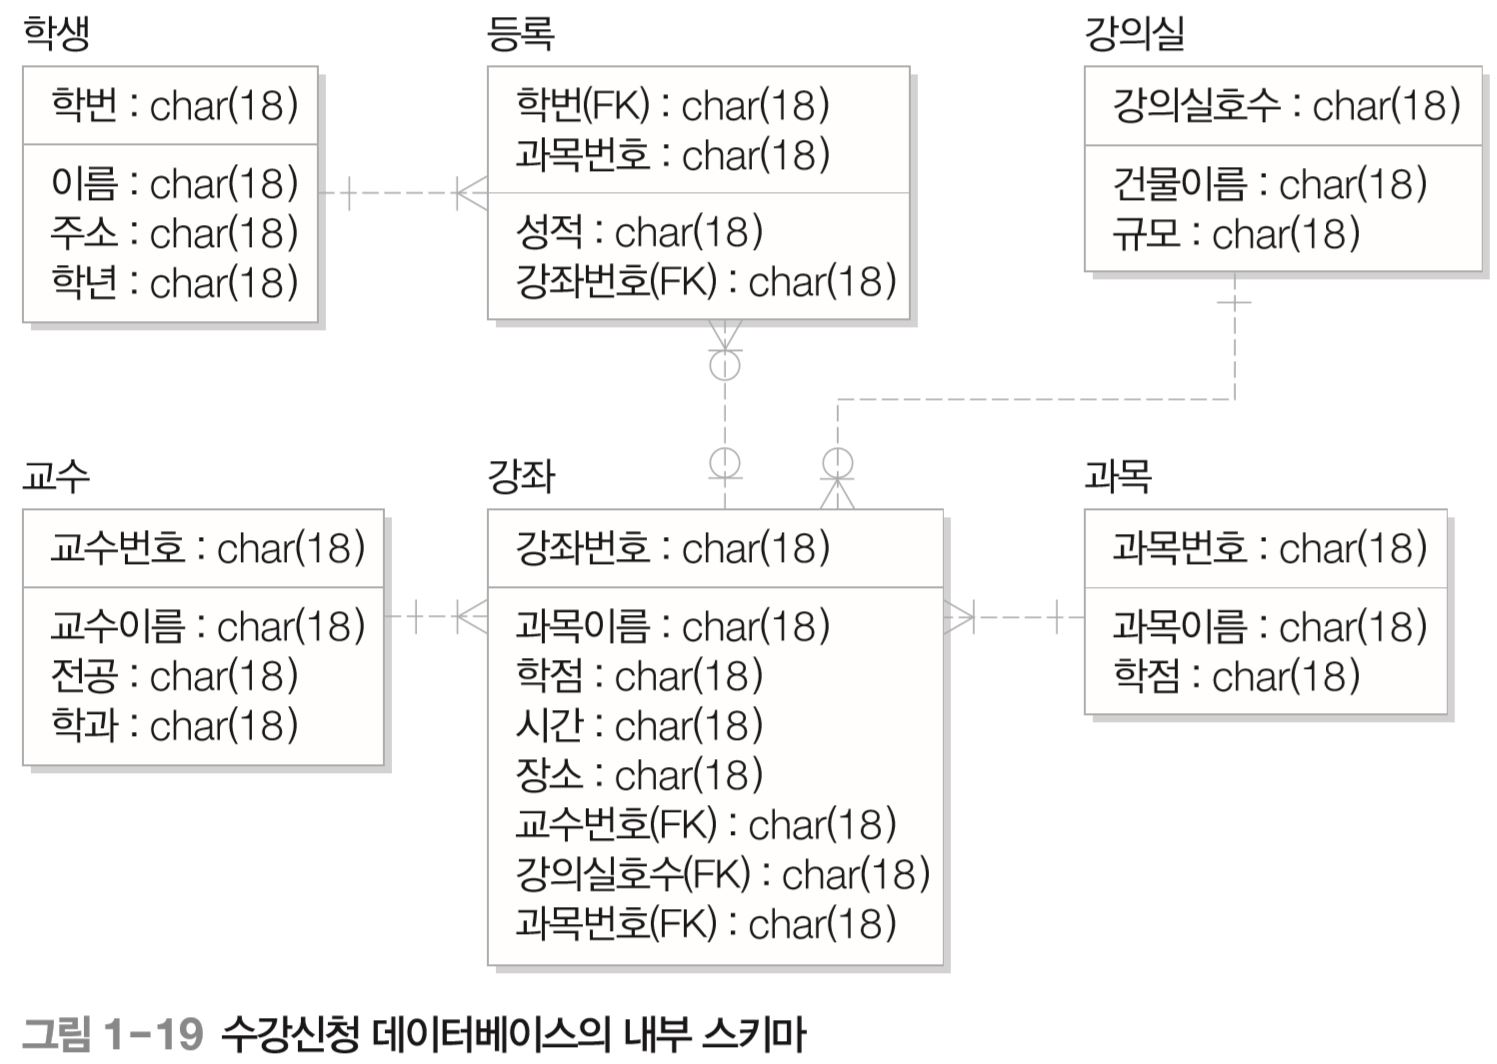 학생
학번 : char(18)
이름 : char(18)
주소 : char(18)
학년 : char(18)
등록
학번(FK) : char(18)
과목번호 : char(18)
성적 : char(18)
강좌번호(FK) : char(18)
강의실
강의실호수 : char(18)
건물이름 : char(18)
규모 : char(18)
교수
교수번호 : char(18)
교수이름 : char(18)
전공 : char(18)
학과 : char(18)
강좌
강좌번호 : char(18)
과목이름 : char(18)
학점 : char(18)
시간 : char(18)
장소 : char(18)
교수번호(FK) : char(18)
강의실호수(FK) : char(18)
과목번호(FK) : char(18)
과목
과목번호 : char(18)
과목이름 : char(18)
학점 : char(18)
그림 1-19 수강신청 데이터베이스의 내부 스키마